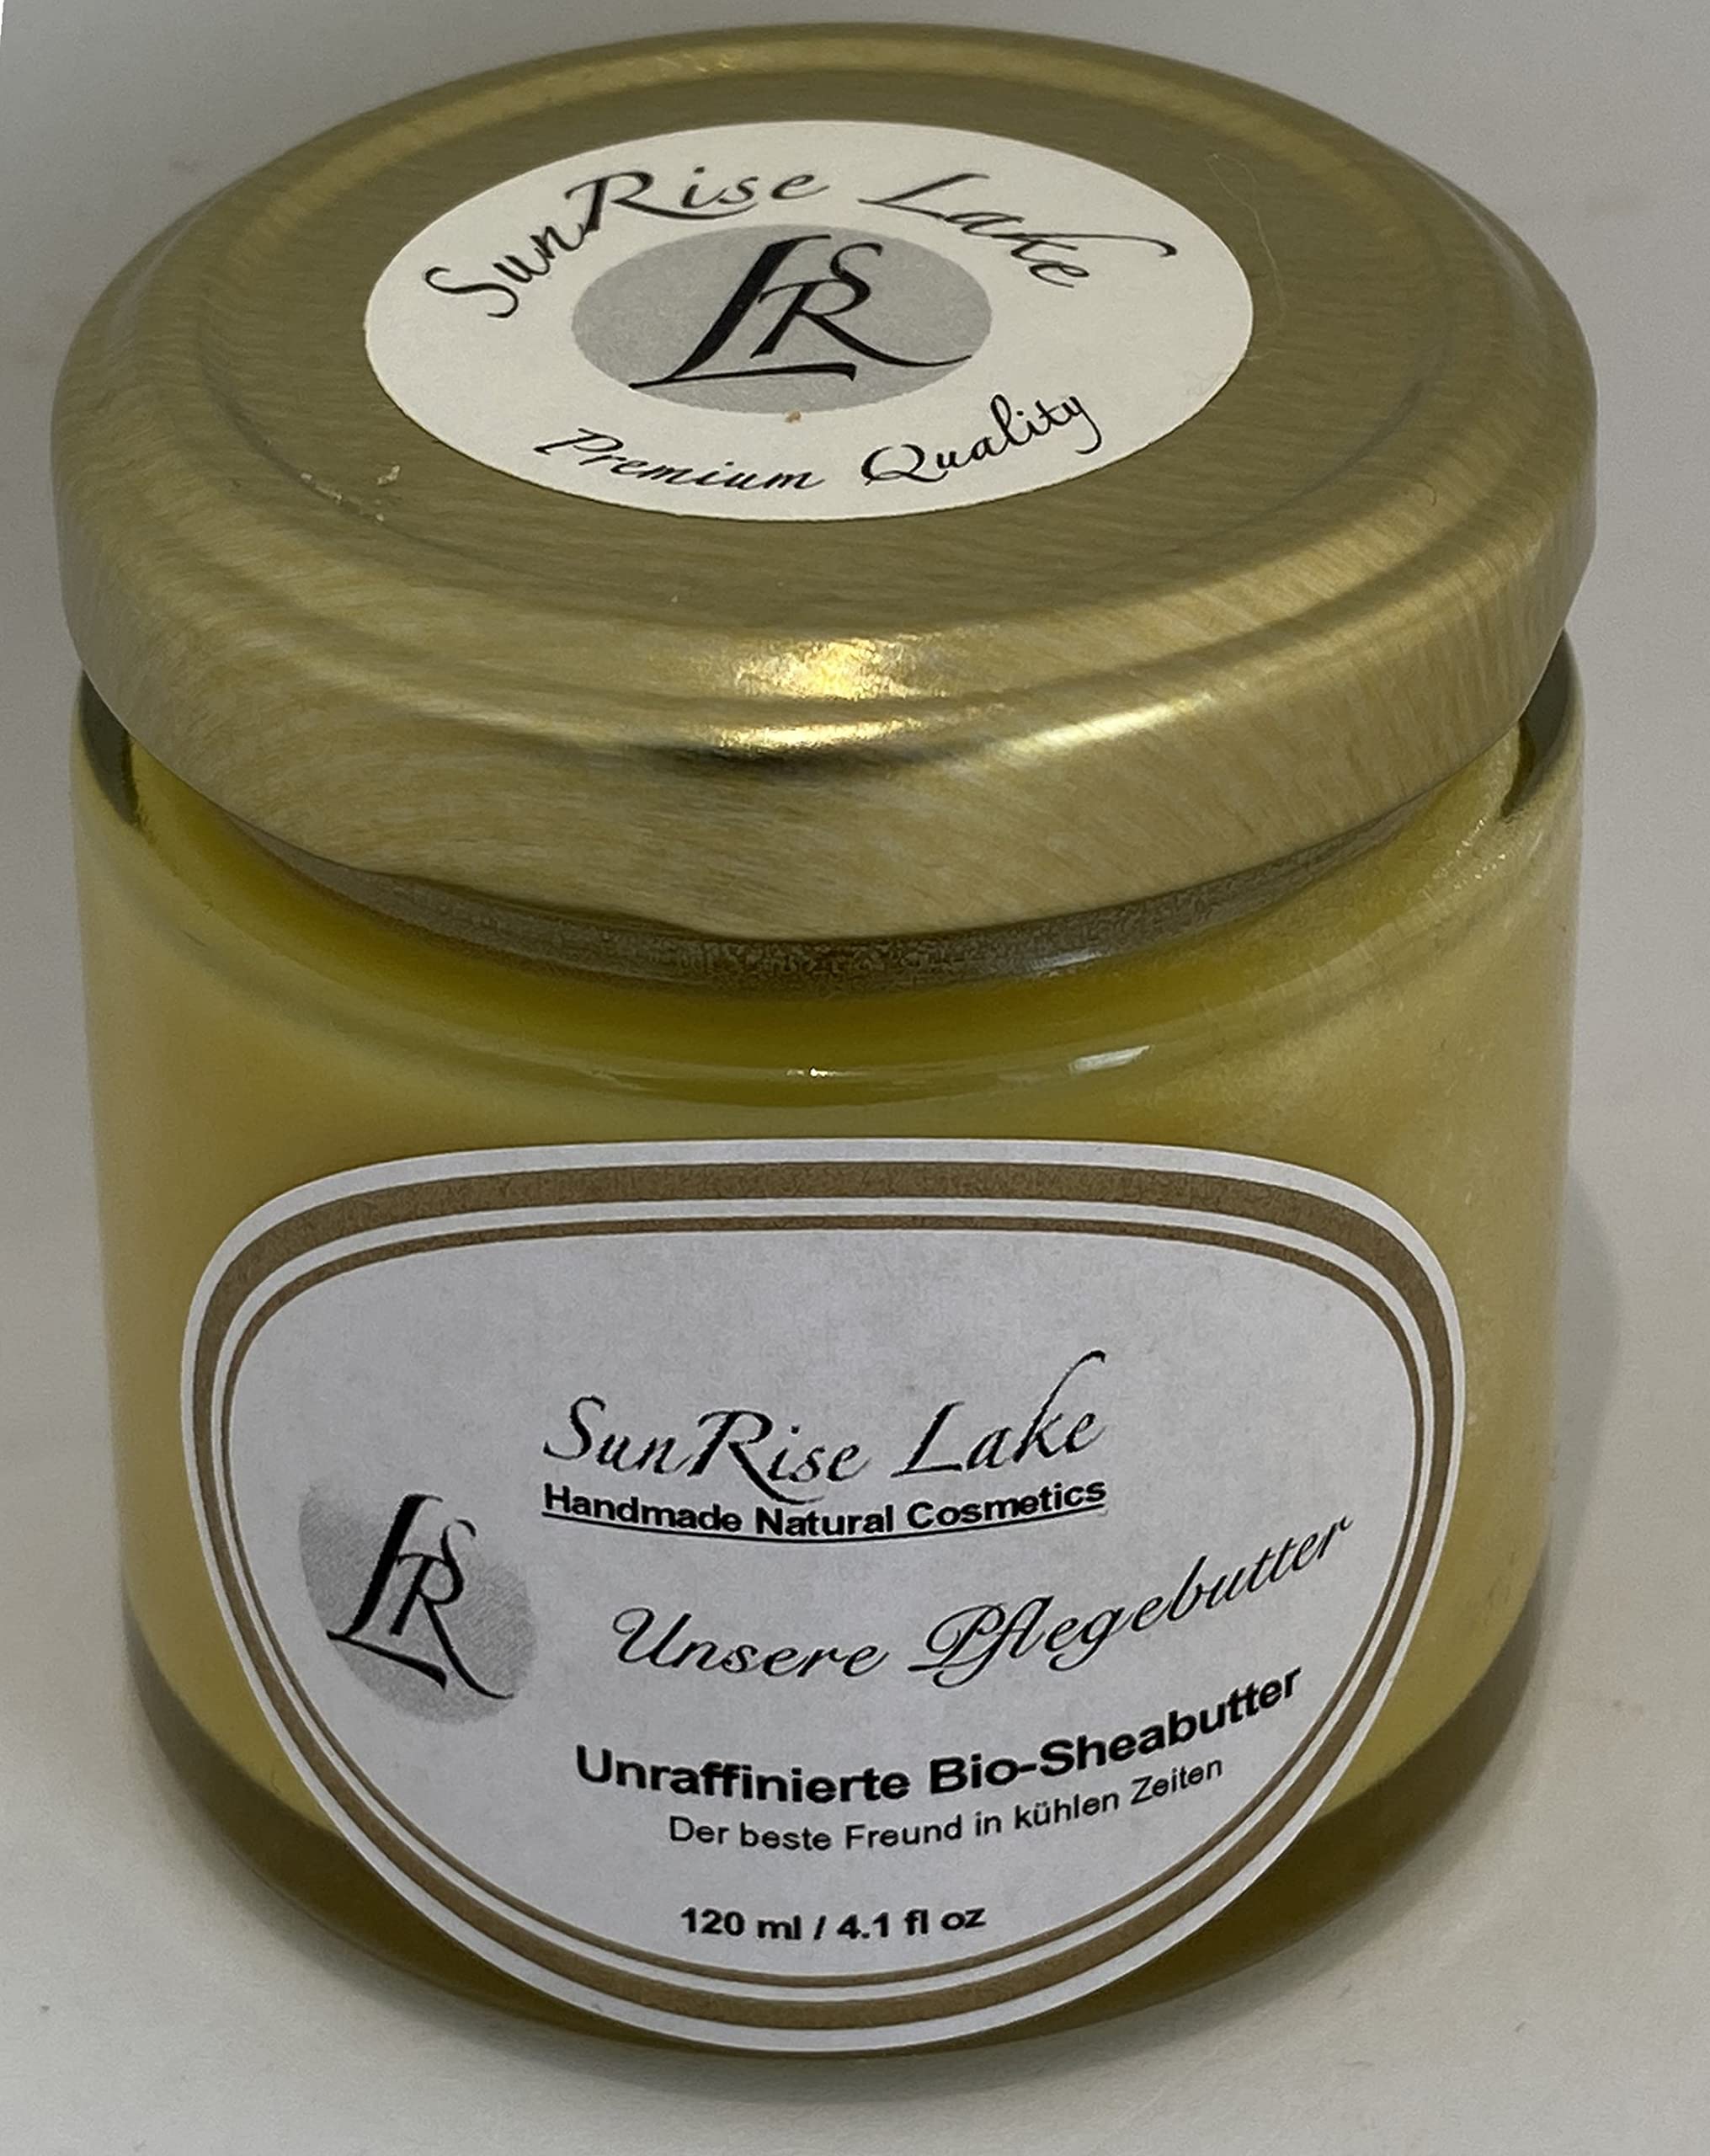 SunRise Lake
LSR
Premium Quality
SunRise Lake
Handmade Natural Cosmetics
LSR
Unsere Pflegebutter
Unraffinierte Bio-Sheabutter
Der beste Freund in kühlen Zeiten
120 ml / 4.1 fl oz